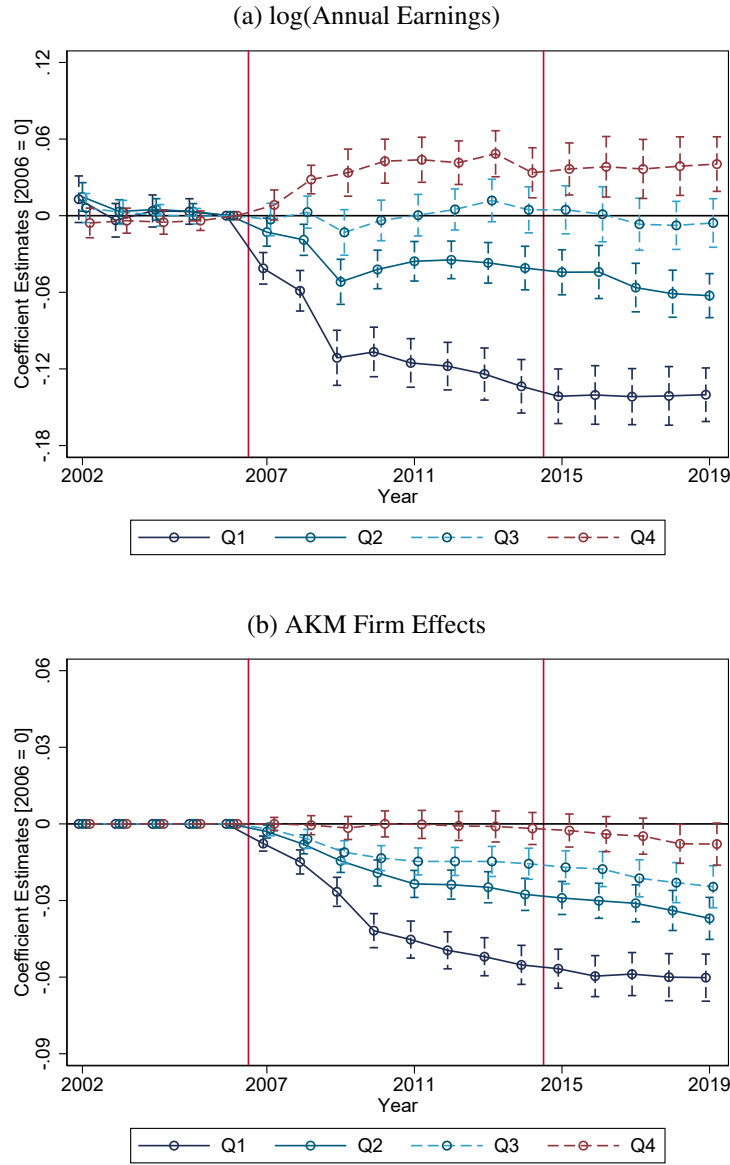 (a) log(Annual Earnings)
Coefficient Estimates [2006 = 0]
.12
.06
0
-.06
-.12
-.18
2002 2007 2011 2015 2019
Year
Q1 Q2 Q3 Q4
(b) AKM Firm Effects
Coefficient Estimates [2006 = 0]
.06
.03
0
-.03
-.06
-.09
2002 2007 2011 2015 2019
Year
Q1 Q2 Q3 Q4